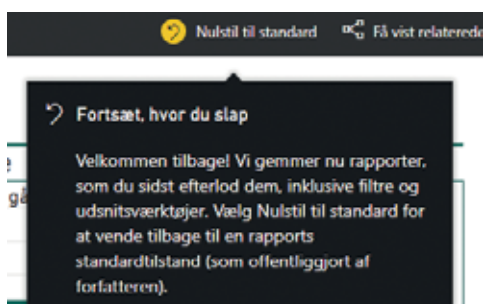 Nulstil til standard Få vist relaterede
Fortsæt, hvor du slap
Velkommen tilbage! Vi gemmer nu rapporter,
som du sidst efterlod dem, inklusive filtre og
udsnitsværktøjer. Vælg Nulstil til standard for
at vende tilbage til en rapports
standardtilstand (som offentliggjort af
forfatteren).